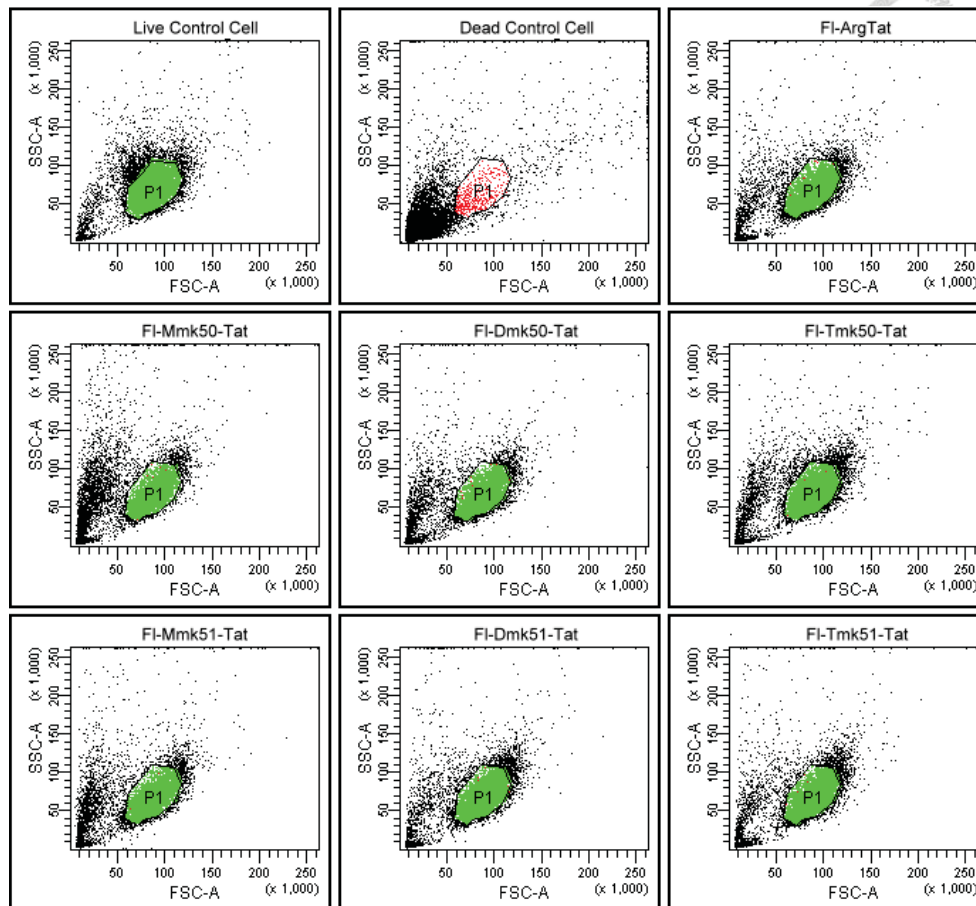 Live Control Cell
SSC-A
(x 1,000)
50 100 150 200 250
P1
50 100 150 200 250
FSC-A
(x 1,000)
Dead Control Cell
SSC-A
(x 1,000)
50 100 150 200 250
P1
50 100 150 200 250
FSC-A
(x 1,000)
Fl-ArgTat
SSC-A
(x 1,000)
50 100 150 200 250
P1
50 100 150 200 250
FSC-A
(x 1,000)
Fl-Mmk50-Tat
SSC-A
(x 1,000)
50 100 150 200 250
P1
50 100 150 200 250
FSC-A
(x 1,000)
Fl-Dmk50-Tat
SSC-A
(x 1,000)
50 100 150 200 250
P1
50 100 150 200 250
FSC-A
(x 1,000)
Fl-Tmk50-Tat
SSC-A
(x 1,000)
50 100 150 200 250
P1
50 100 150 200 250
FSC-A
(x 1,000)
Fl-Mmk51-Tat
SSC-A
(x 1,000)
50 100 150 200 250
P1
50 100 150 200 250
FSC-A
(x 1,000)
Fl-Dmk51-Tat
SSC-A
(x 1,000)
50 100 150 200 250
P1
50 100 150 200 250
FSC-A
(x 1,000)
Fl-Tmk51-Tat
SSC-A
(x 1,000)
50 100 150 200 250
P1
50 100 150 200 250
FSC-A
(x 1,000)